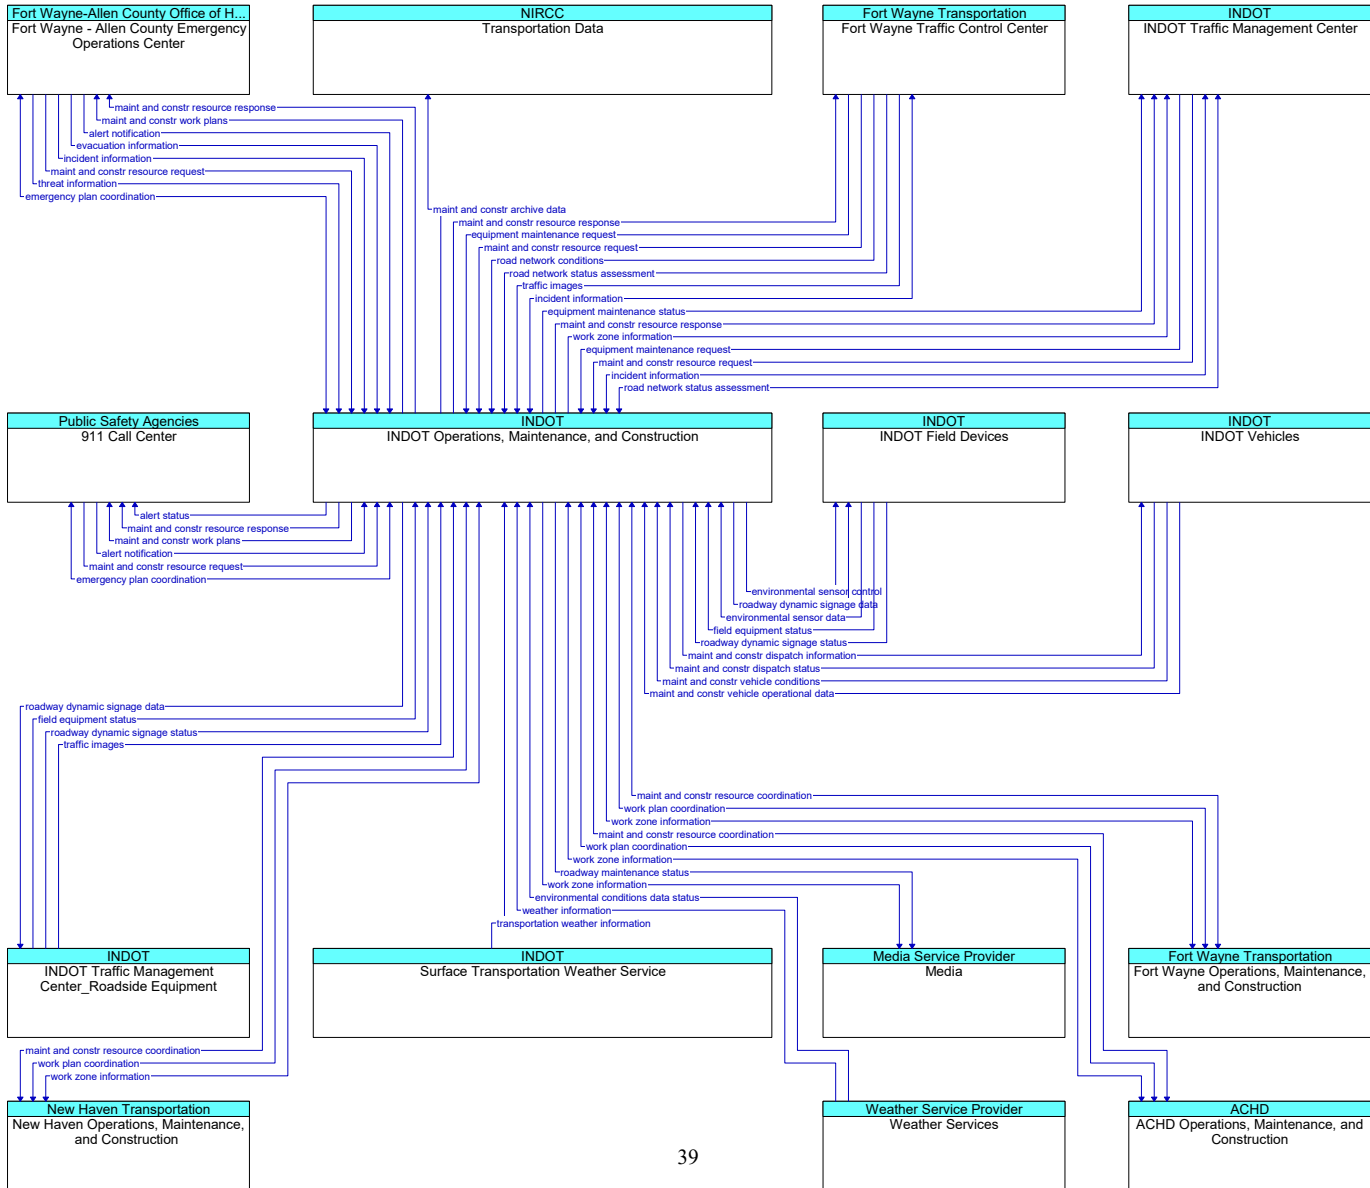 Fort Wayne-Allen County Office of H...
Fort Wayne - Allen County Emergency
Operations Center
NIRCC
Transportation Data
Fort Wayne Transportation
Fort Wayne Traffic Control Center
INDOT
INDOT Traffic Management Center
maint and constr resource response
maint and constr work plans
alert notification
evacuation information
incident information
maint and constr resource request
threat information
emergency plan coordination
maint and constr archive data
maint and constr resource response
equipment maintenance request
maint and constr resource request
road network conditions
road network status assessment
traffic images
incident information
equipment maintenance status
maint and constr resource response
work zone information
equipment maintenance request
maint and constr resource request
incident information
road network status assessment
Public Safety Agencies
911 Call Center
INDOT
INDOT Operations, Maintenance, and Construction
INDOT
INDOT Field Devices
INDOT
INDOT Vehicles
alert status
maint and constr resource response
maint and constr work plans
alert notification
maint and constr resource request
emergency plan coordination
environmental sensor control
roadway dynamic signage data
environmental sensor data
field equipment status
roadway dynamic signage status
maint and constr dispatch information
maint and constr dispatch status
maint and constr vehicle conditions
maint and constr vehicle operational data
roadway dynamic signage data
field equipment status
roadway dynamic signage status
traffic images
maint and constr resource coordination
work plan coordination
work zone information
maint and constr resource coordination
work plan coordination
work zone information
roadway maintenance status
work zone information
environmental conditions data status
weather information
transportation weather information
INDOT
INDOT Traffic Management
Center_Roadside Equipment
INDOT
Surface Transportation Weather Service
Media Service Provider
Media
Fort Wayne Transportation
Fort Wayne Operations, Maintenance,
and Construction
maint and constr resource coordination
work plan coordination
work zone information
New Haven Transportation
New Haven Operations, Maintenance,
and Construction
Weather Service Provider
Weather Services
ACHD
ACHD Operations, Maintenance, and
Construction
39